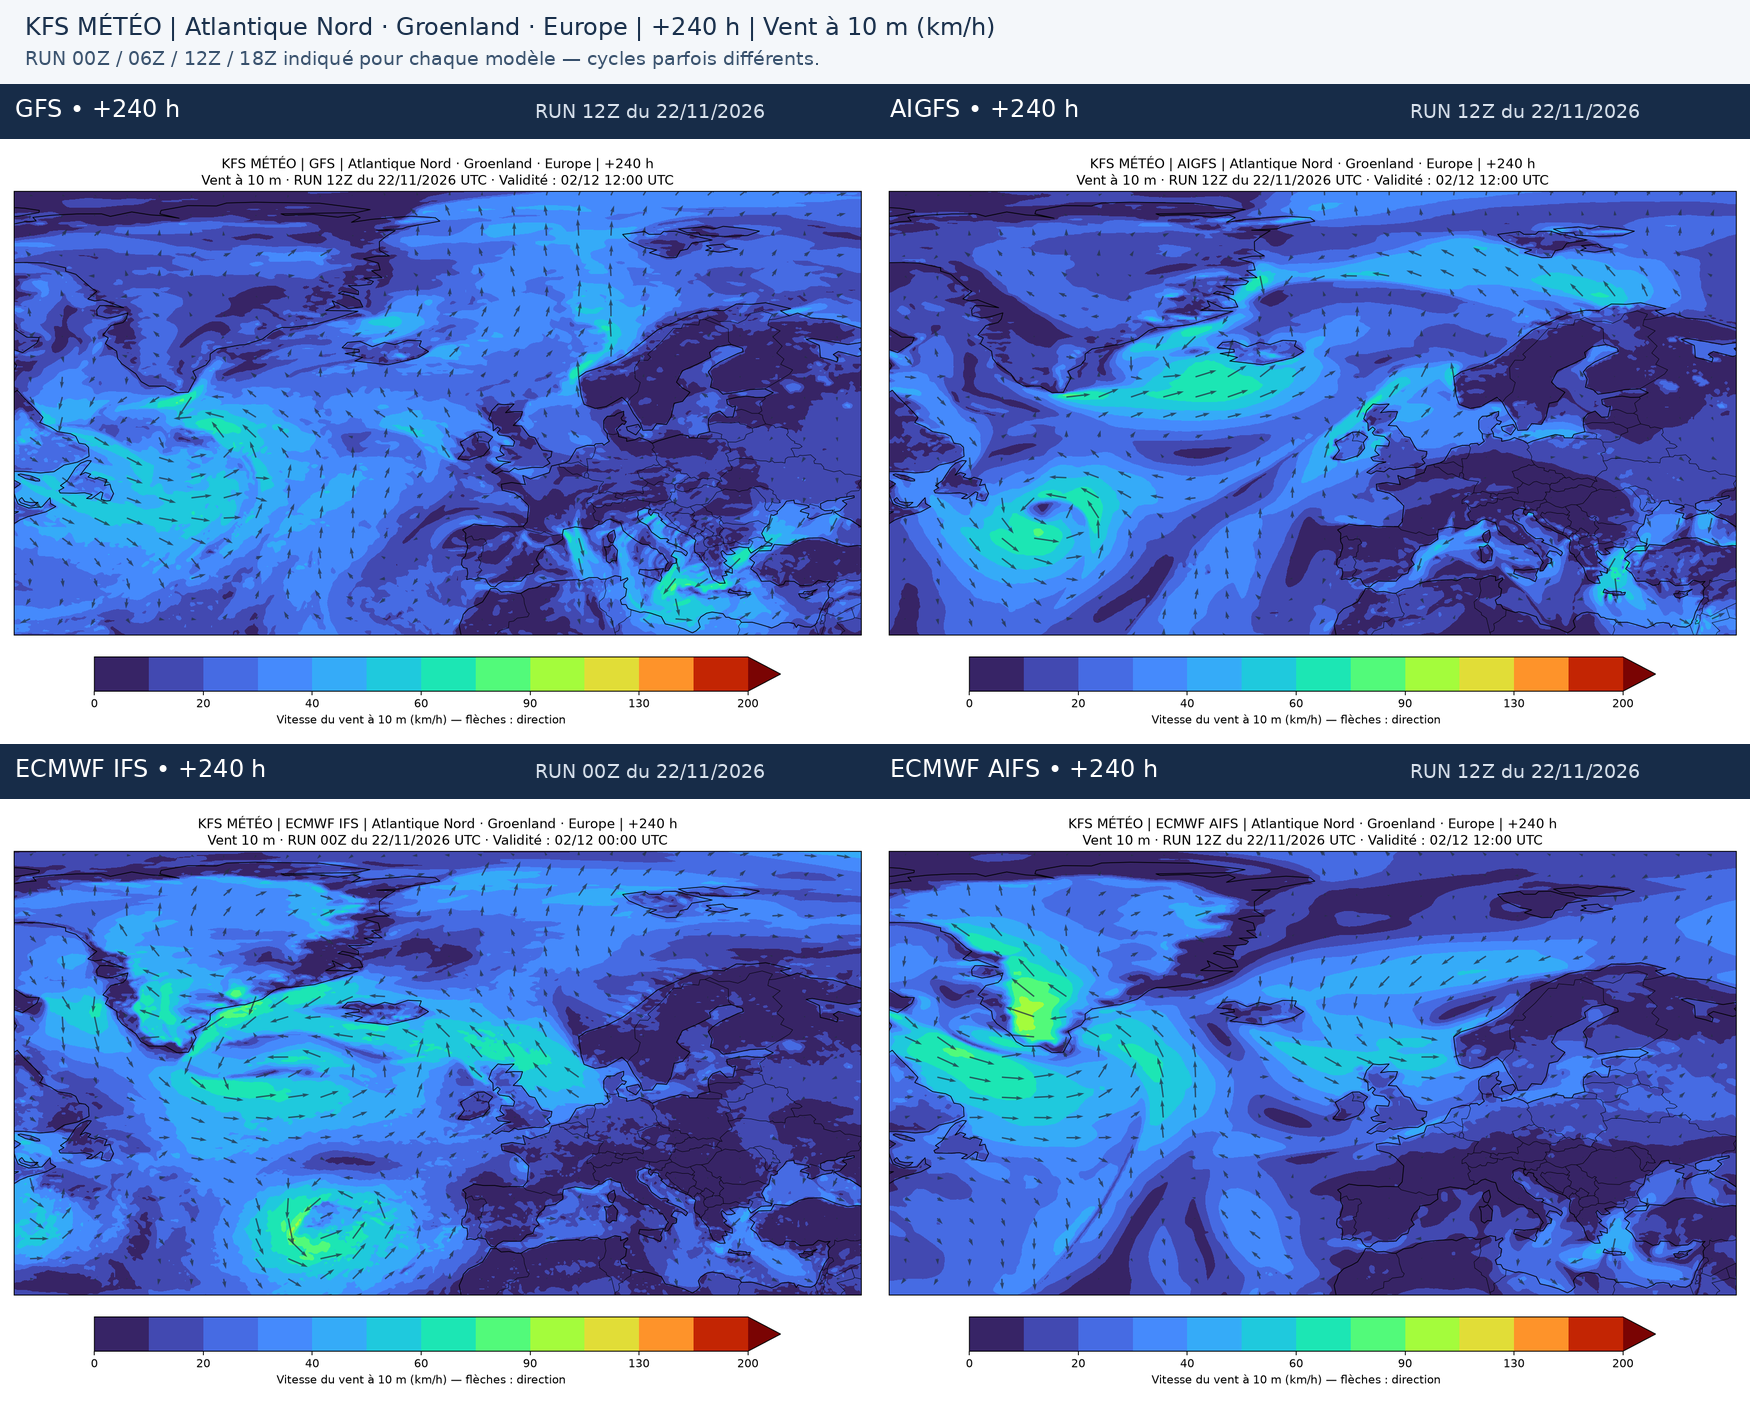 KFS MÉTÉO | Atlantique Nord · Groenland · Europe | +240 h | Vent à 10 m (km/h)
RUN 00Z / 06Z / 12Z / 18Z indiqué pour chaque modèle — cycles parfois différents.
GFS • +240 h
RUN 12Z du 22/11/2026
KFS MÉTÉO | GFS | Atlantique Nord · Groenland · Europe | +240 h
Vent à 10 m · RUN 12Z du 22/11/2026 UTC · Validité : 02/12 12:00 UTC
0 20 40 60 90 130 200
Vitesse du vent à 10 m (km/h) — flèches : direction
AIGFS • +240 h
RUN 12Z du 22/11/2026
KFS MÉTÉO | AIGFS | Atlantique Nord · Groenland · Europe | +240 h
Vent à 10 m · RUN 12Z du 22/11/2026 UTC · Validité : 02/12 12:00 UTC
0 20 40 60 90 130 200
Vitesse du vent à 10 m (km/h) — flèches : direction
ECMWF IFS • +240 h
RUN 00Z du 22/11/2026
KFS MÉTÉO | ECMWF IFS | Atlantique Nord · Groenland · Europe | +240 h
Vent 10 m · RUN 00Z du 22/11/2026 UTC · Validité : 02/12 00:00 UTC
0 20 40 60 90 130 200
Vitesse du vent à 10 m (km/h) — flèches : direction
ECMWF AIFS • +240 h
RUN 12Z du 22/11/2026
KFS MÉTÉO | ECMWF AIFS | Atlantique Nord · Groenland · Europe | +240 h
Vent 10 m · RUN 12Z du 22/11/2026 UTC · Validité : 02/12 12:00 UTC
0 20 40 60 90 130 200
Vitesse du vent à 10 m (km/h) — flèches : direction